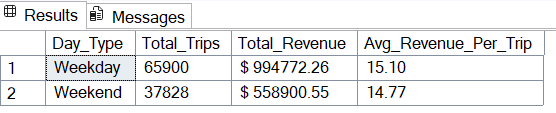 Results Messages
Day_Type Total_Trips Total_Revenue Avg_Revenue_Per_Trip
1 Weekday 65900 $ 994772.26 15.10
2 Weekend 37828 $ 558900.55 14.77